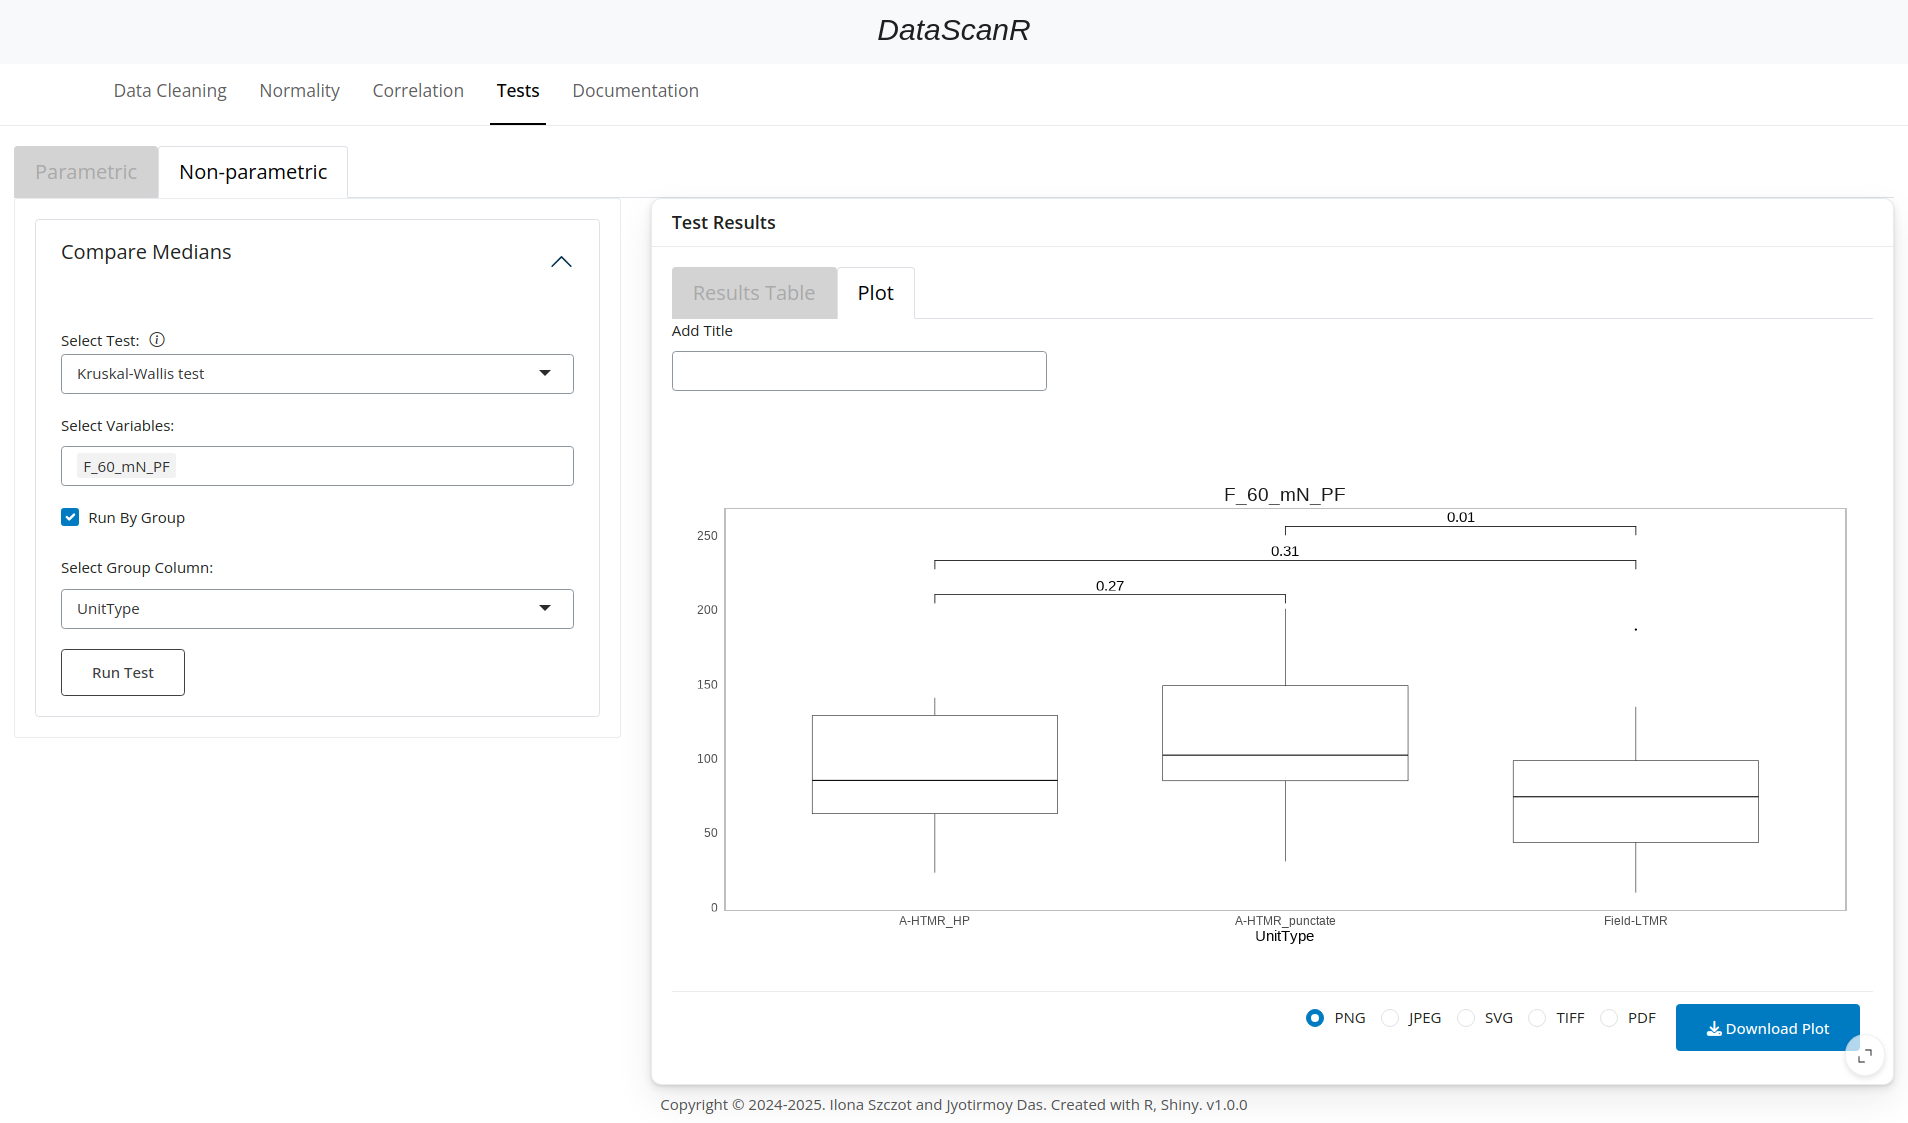 DataScanR
Data Cleaning Normality Correlation Tests Documentation
Parametric Non-parametric
Compare Medians
Select Test:
Kruskal-Wallis test
Select Variables:
F_60_mN_PF
Run By Group
Select Group Column:
UnitType
Run Test
Test Results
Results Table Plot
Add Title
F_60_mN_PF
0.01
0.31
0.27
250
200
150
100
50
0
A-HTMR_HP A-HTMR_punctate Field-LTMR
UnitType
PNG JPEG SVG TIFF PDF Download Plot
Copyright © 2024-2025. Ilona Szczot and Jyotirmoy Das. Created with R, Shiny. v1.0.0